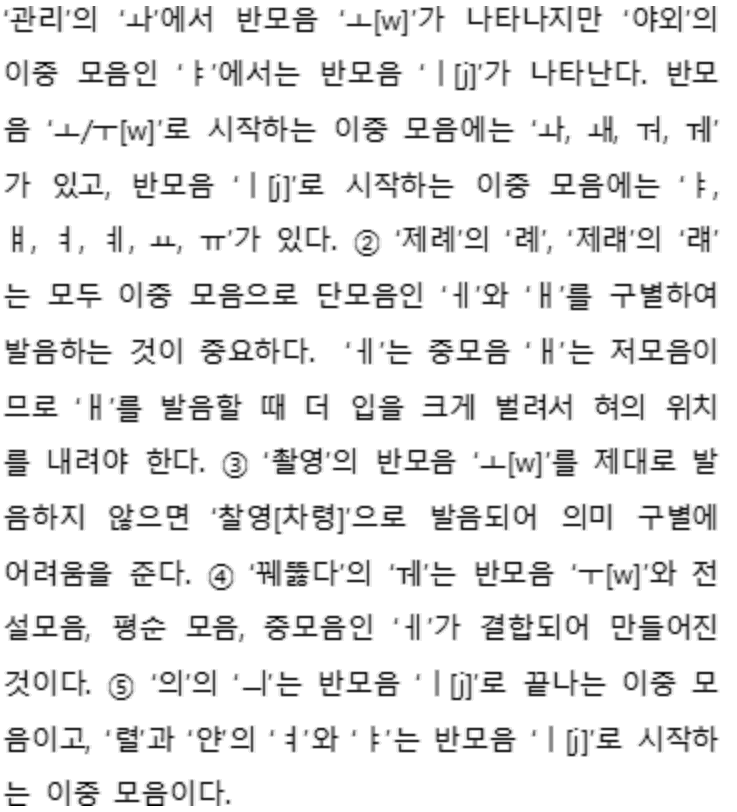 '관리'의 'ㅘ'에서 반모음 'ㅗ[w]'가 나타나지만 '야외'의
이중 모음인 'ㅑ'에서는 반모음 'ㅣ[j]'가 나타난다. 반모
음 'ㅗ/ㅜ[w]'로 시작하는 이중 모음에는 'ㅘ, ㅙ, ㅝ, ㅞ'
가 있고, 반모음 'ㅣ[j]'로 시작하는 이중 모음에는 'ㅑ,
ㅒ, ㅕ, ㅖ, ㅛ, ㅠ'가 있다. ② '제례'의 '례', '제럐'의 '럐'
는 모두 이중 모음으로 단모음인 'ㅔ'와 'ㅐ'를 구별하여
발음하는 것이 중요하다. 'ㅔ'는 중모음 'ㅐ'는 저모음이
므로 'ㅐ'를 발음할 때 더 입을 크게 벌려서 혀의 위치
를 내려야 한다. ③ '촬영'의 반모음 'ㅗ[w]'를 제대로 발
음하지 않으면 '찰영[차령]'으로 발음되어 의미 구별에
어려움을 준다. ④ '꿰뚫다'의 'ㅞ'는 반모음 'ㅜ[w]'와 전
설모음, 평순 모음, 중모음인 'ㅔ'가 결합되어 만들어진
것이다. ⑤ '의'의 'ㅢ'는 반모음 'ㅣ[j]'로 끝나는 이중 모
음이고, '렬'과 '얀'의 'ㅕ'와 'ㅑ'는 반모음 'ㅣ[j]'로 시작하
는 이중 모음이다.